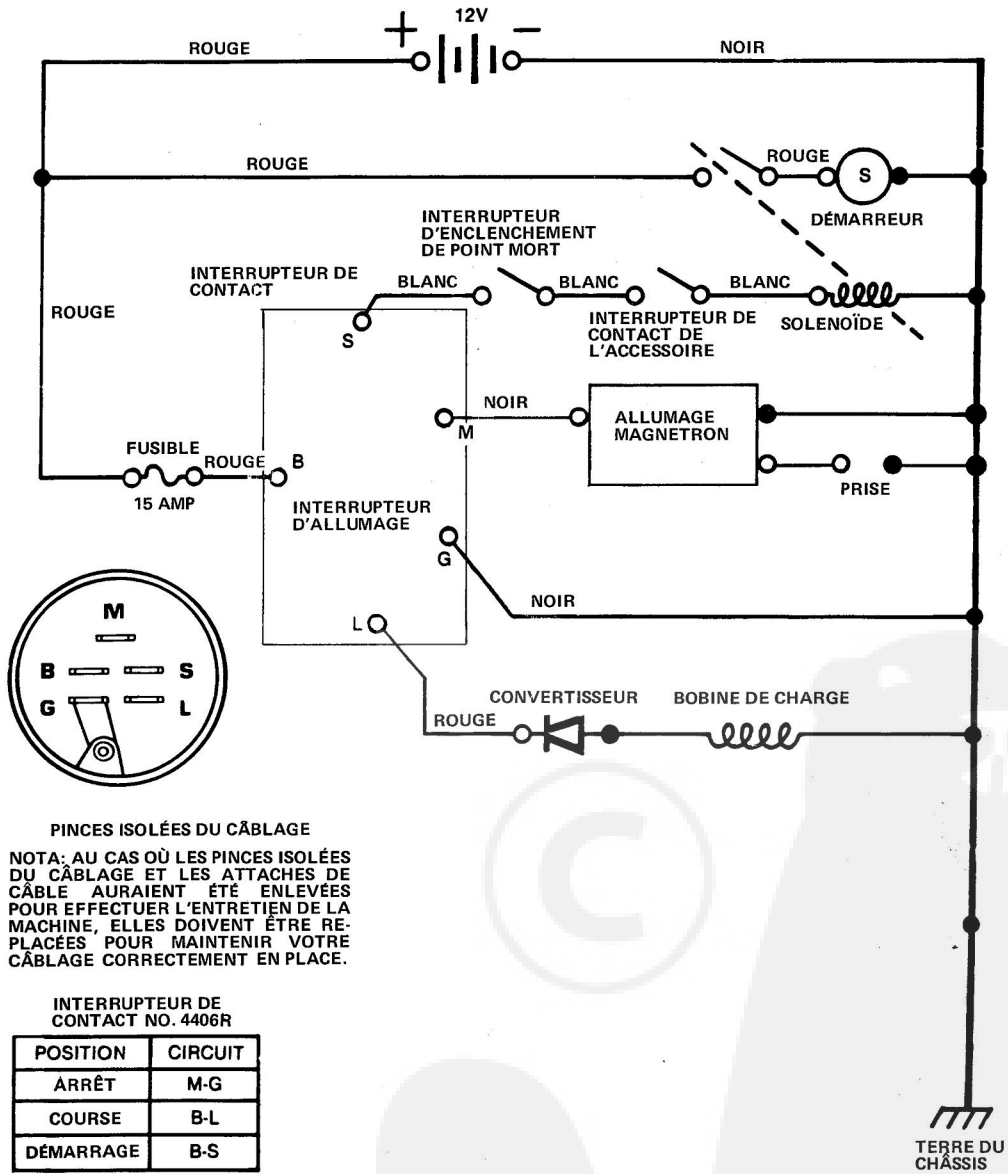 12V
+ −
ROUGE
NOIR
ROUGE
ROUGE
S
DÉMARREUR
INTERRUPTEUR
D'ENCLENCHEMENT
DE POINT MORT
INTERRUPTEUR DE
CONTACT
BLANC
BLANC
BLANC
ROUGE
S
INTERRUPTEUR DE
CONTACT DE
L'ACCESSOIRE
SOLENOÏDE
NOIR
M
ALLUMAGE
MAGNETRON
FUSIBLE
ROUGE
B
15 AMP
PRISE
INTERRUPTEUR
D'ALLUMAGE
G
NOIR
L
M
B S
G L
CONVERTISSEUR
BOBINE DE CHARGE
ROUGE
©
PINCES ISOLÉES DU CÂBLAGE
NOTA: AU CAS OÙ LES PINCES ISOLÉES
DU CÂBLAGE ET LES ATTACHES DE
CÂBLE AURAIENT ÉTÉ ENLEVÉES
POUR EFFECTUER L'ENTRETIEN DE LA
MACHINE, ELLES DOIVENT ÊTRE RE-
PLACÉES POUR MAINTENIR VOTRE
CÂBLAGE CORRECTEMENT EN PLACE.
INTERRUPTEUR DE
CONTACT NO. 4406R
POSITION CIRCUIT
ARRÊT M-G
COURSE B-L
DÉMARRAGE B-S
TERRE DU
CHÂSSIS